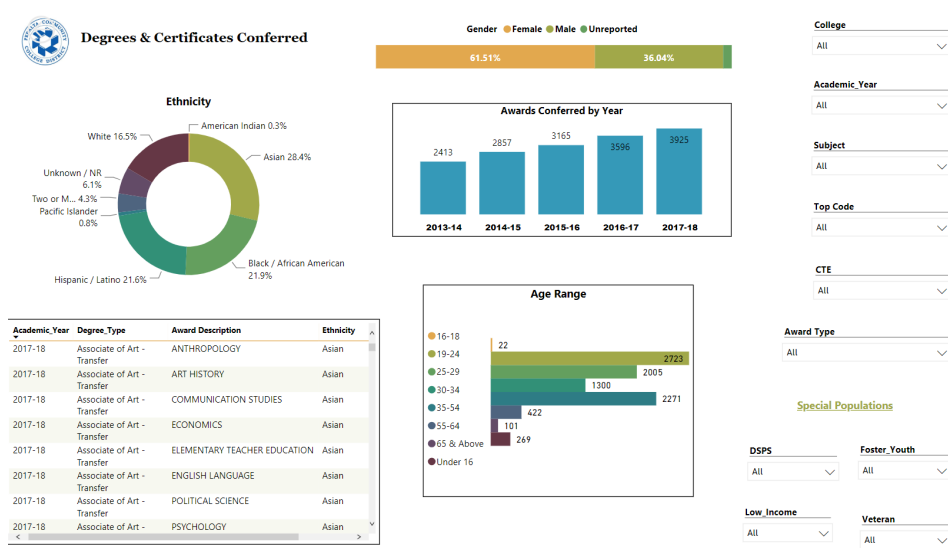 PERALTA COMMUNITY COLLEGE DISTRICT
Degrees & Certificates Conferred
Gender Female Male Unreported
61.51% 36.04%
Ethnicity
American Indian 0.3%
White 16.5%
Asian 28.4%
Unknown / NR
6.1%
Two or M... 4.3%
Pacific Islander
0.8%
Black / African American
21.9%
Hispanic / Latino 21.6%
Awards Conferred by Year
2413 2857 3165 3596 3925
2013-14 2014-15 2015-16 2016-17 2017-18
Age Range
16-18 22
19-24 2723
25-29 2005
30-34 1300
35-54 2271
55-64 422
65 & Above 101
Under 16 269
Academic_Year Degree_Type Award Description Ethnicity
2017-18 Associate of Art - ANTHROPOLOGY Asian
Transfer
2017-18 Associate of Art - ART HISTORY Asian
Transfer
2017-18 Associate of Art - COMMUNICATION STUDIES Asian
Transfer
2017-18 Associate of Art - ECONOMICS Asian
Transfer
2017-18 Associate of Art - ELEMENTARY TEACHER EDUCATION Asian
Transfer
2017-18 Associate of Art - ENGLISH LANGUAGE Asian
Transfer
2017-18 Associate of Art - POLITICAL SCIENCE Asian
Transfer
2017-18 Associate of Art - PSYCHOLOGY Asian
College
All
Academic_Year
All
Subject
All
Top Code
All
CTE
All
Award Type
All
Special Populations
DSPS Foster_Youth
All All
Low_Income Veteran
All All